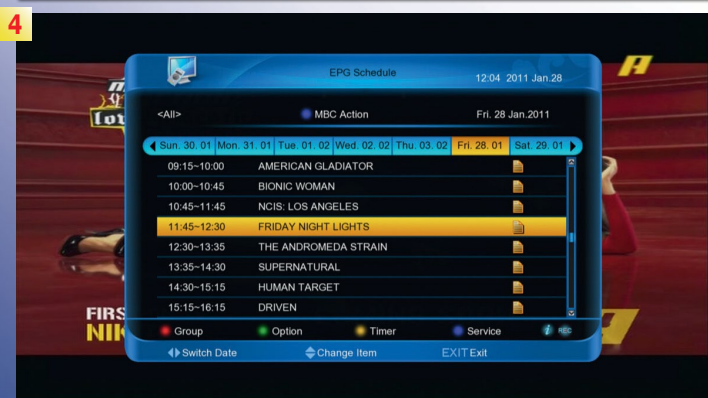 4
EPG Schedule
12:04 2011 Jan.28
<All>
MBC Action
Fri. 28 Jan.2011
Sun. 30. 01 Mon. 31. 01 Tue. 01. 02 Wed. 02. 02 Thu. 03. 02 Fri. 28. 01 Sat. 29. 01
09:15~10:00 AMERICAN GLADIATOR
10:00~10:45 BIONIC WOMAN
10:45~11:45 NCIS: LOS ANGELES
11:45~12:30 FRIDAY NIGHT LIGHTS
12:30~13:35 THE ANDROMEDA STRAIN
13:35~14:30 SUPERNATURAL
14:30~15:15 HUMAN TARGET
15:15~16:15 DRIVEN
Group Option Timer Service i REC
Switch Date Change Item EXIT Exit
FIRS
NIK